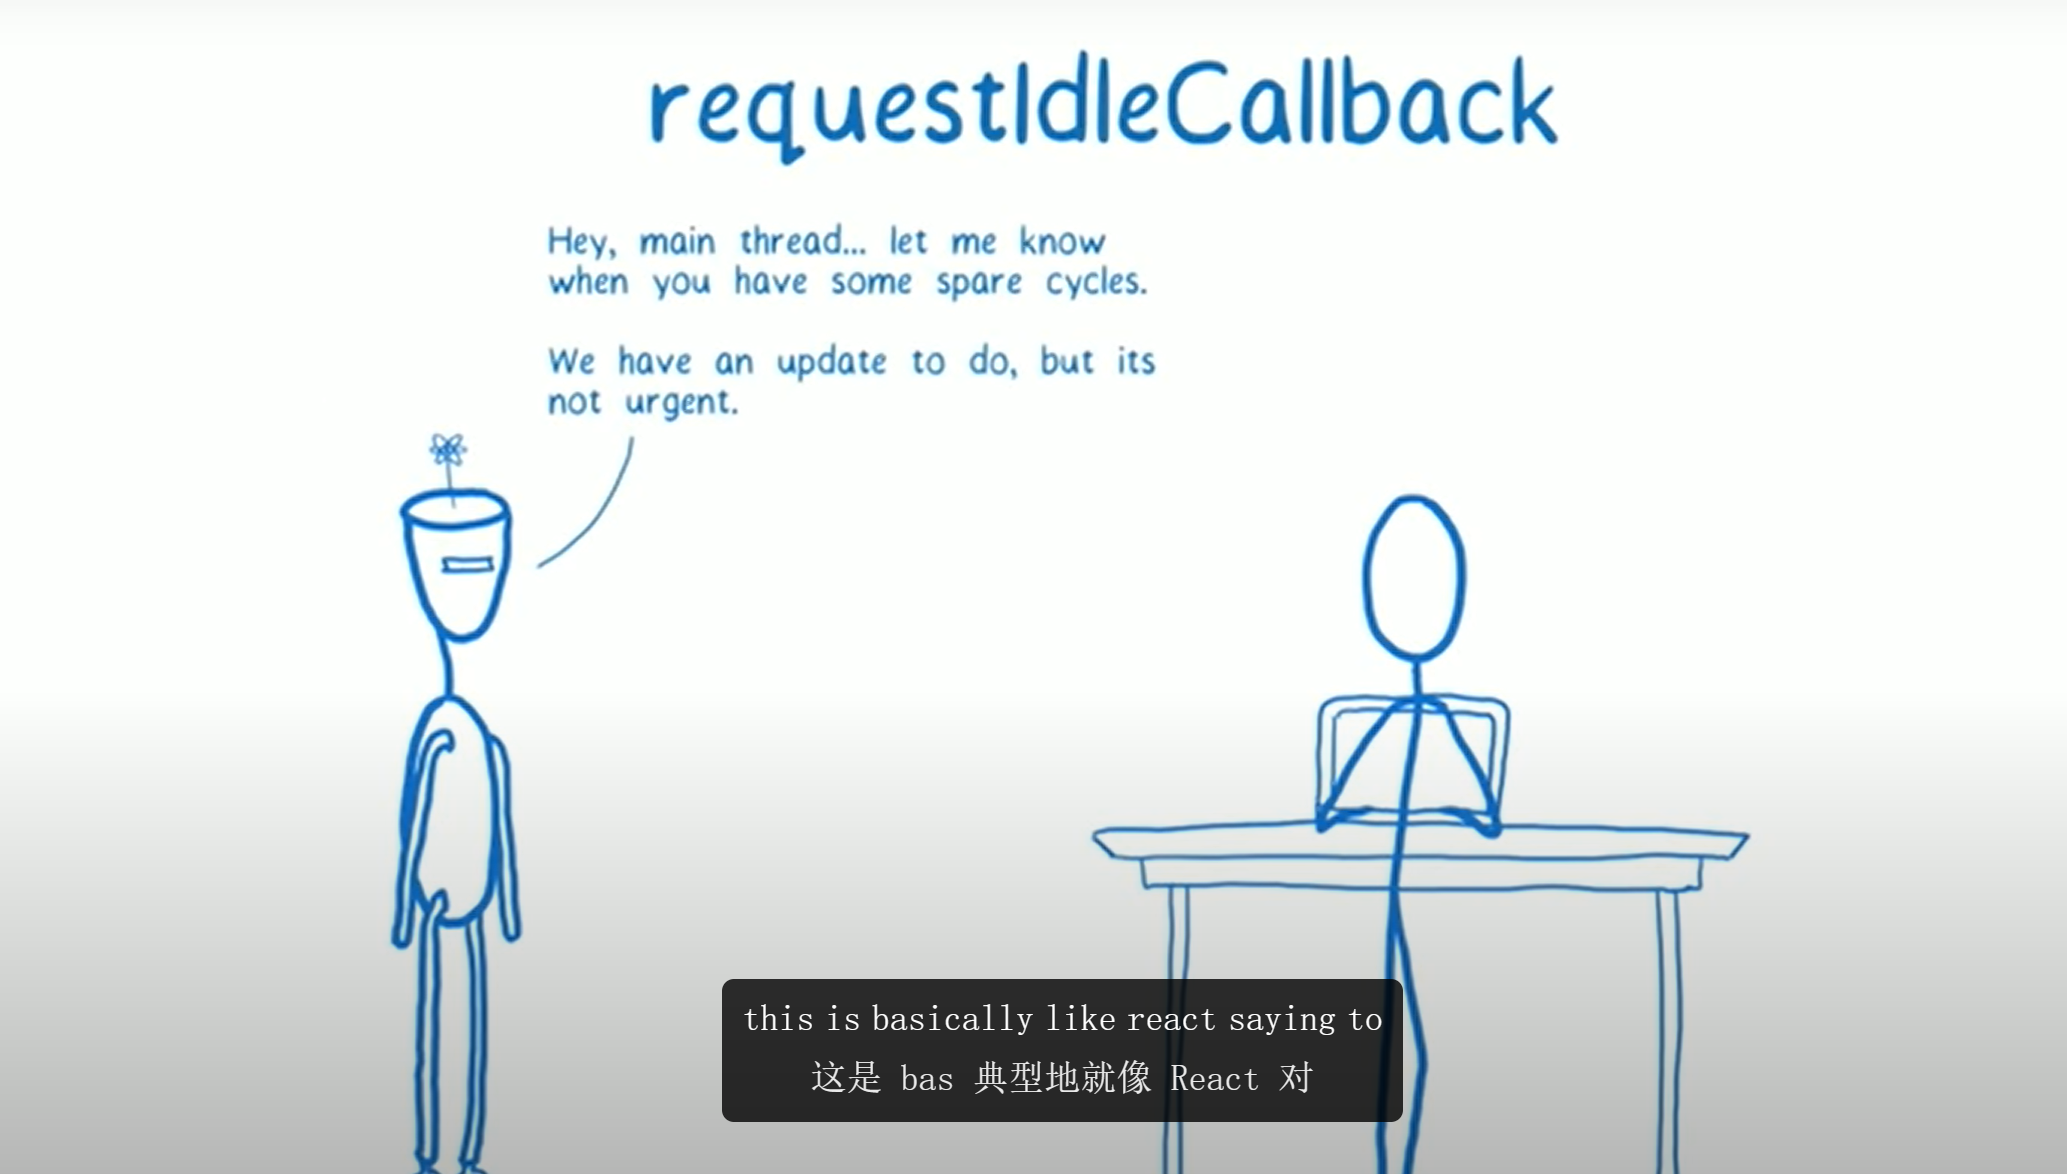 requestIdleCallback
Hey, main thread... let me know
when you have some spare cycles.
We have an update to do, but its
not urgent.
this is basically like react saying to
这是 bas 典型地就像 React 对